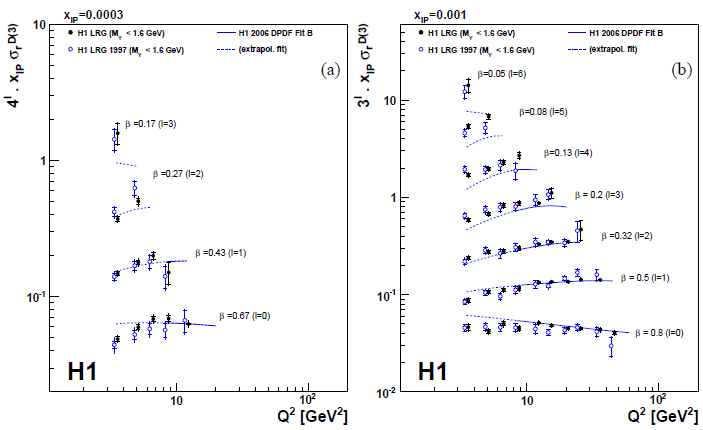 x_IP=0.0003
4^l · x_IP σ_r^D(3)
H1 LRG (M_Y < 1.6 GeV)
H1 LRG 1997 (M_Y < 1.6 GeV)
H1 2006 DPDF Fit B
(extrapol. fit)
(a)
10
1
10^-1
β=0.17 (l=3)
β=0.27 (l=2)
β=0.43 (l=1)
β=0.67 (l=0)
H1
10
10^2
Q^2 [GeV^2]
x_IP=0.001
3^l · x_IP σ_r^D(3)
H1 LRG (M_Y < 1.6 GeV)
H1 LRG 1997 (M_Y < 1.6 GeV)
H1 2006 DPDF Fit B
(extrapol. fit)
(b)
10^2
10
1
10^-1
10^-2
β=0.05 (l=6)
β=0.08 (l=5)
β=0.13 (l=4)
β=0.2 (l=3)
β=0.32 (l=2)
β = 0.5 (l=1)
β = 0.8 (l=0)
H1
10
10^2
Q^2 [GeV^2]